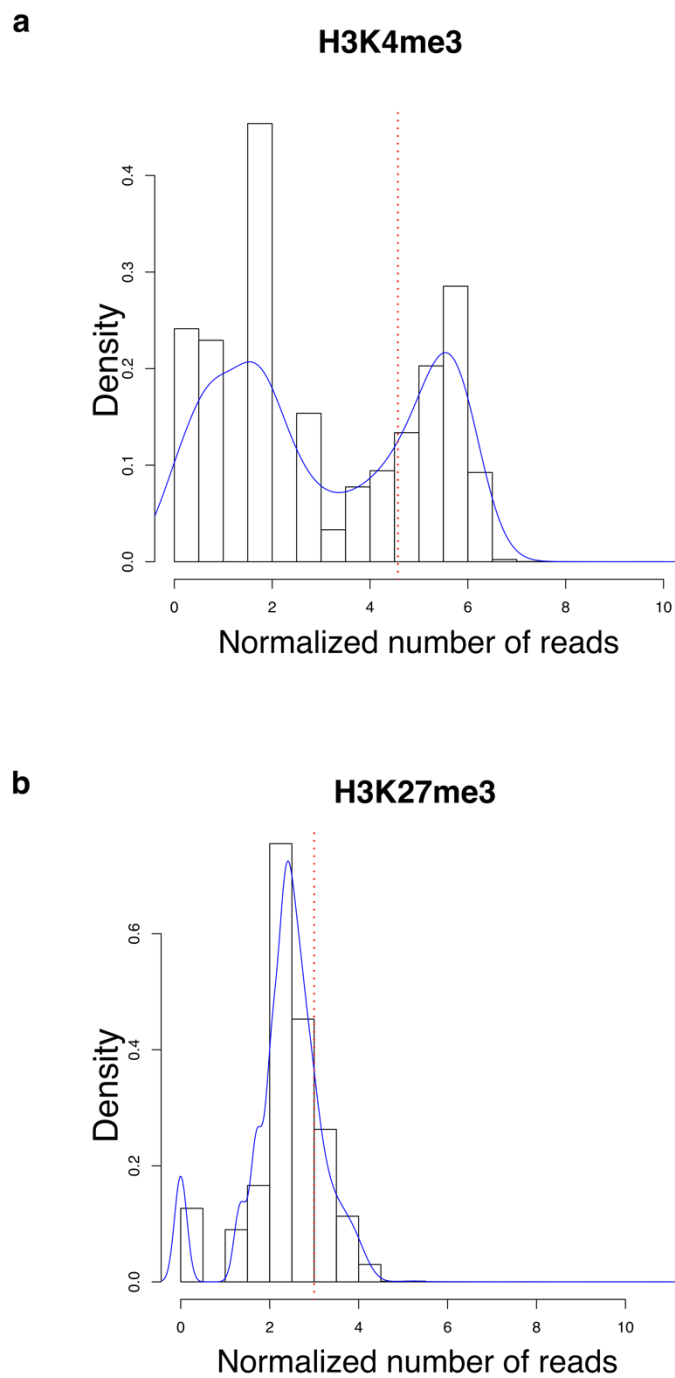 a
H3K4me3
Density
0.0 0.1 0.2 0.3 0.4
0 2 4 6 8 10
Normalized number of reads
b
H3K27me3
Density
0.0 0.2 0.4 0.6
0 2 4 6 8 10
Normalized number of reads